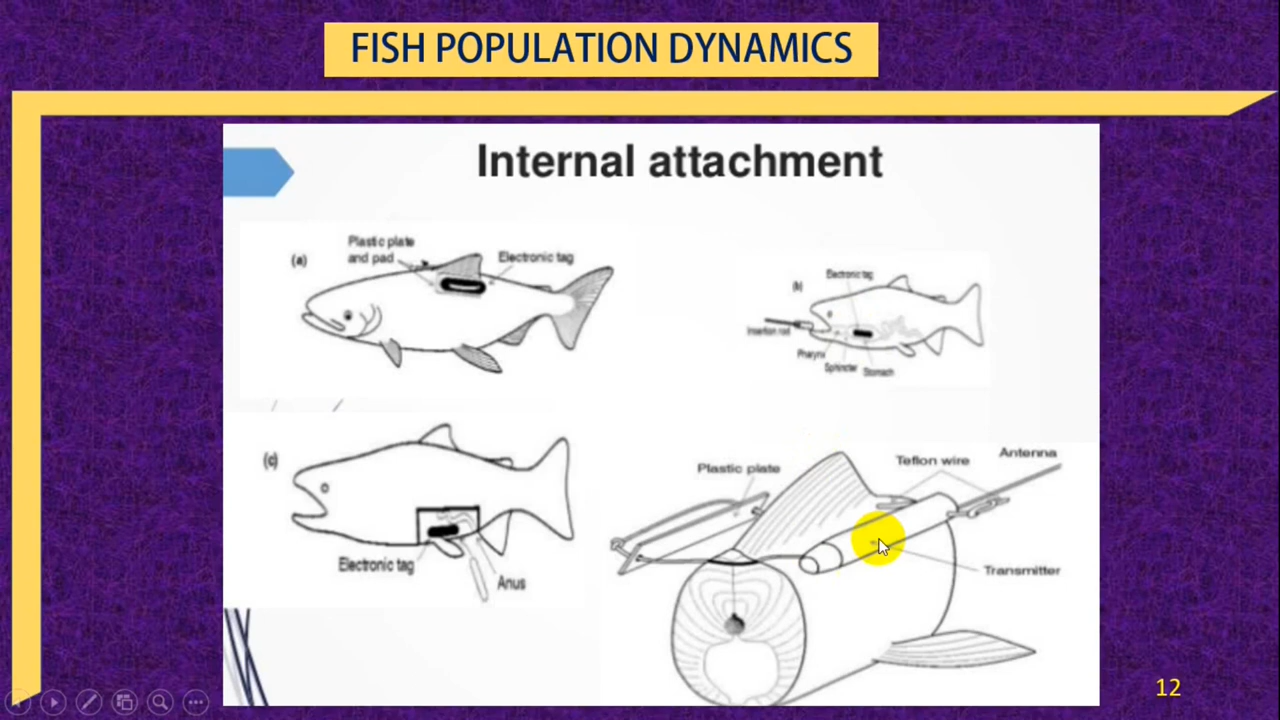 FISH POPULATION DYNAMICS
Internal attachment
(a)
Plastic plate
and pad
Electronic tag
(b)
Electronic tag
Insertion rod
Pharynx
Sphincter
Stomach
(c)
Electronic tag
Anus
Plastic plate
Teflon wire
Antenna
Transmitter
12